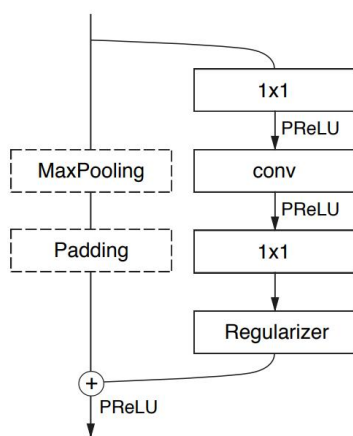 1x1
PReLU
MaxPooling
conv
PReLU
Padding
1x1
Regularizer
+
PReLU